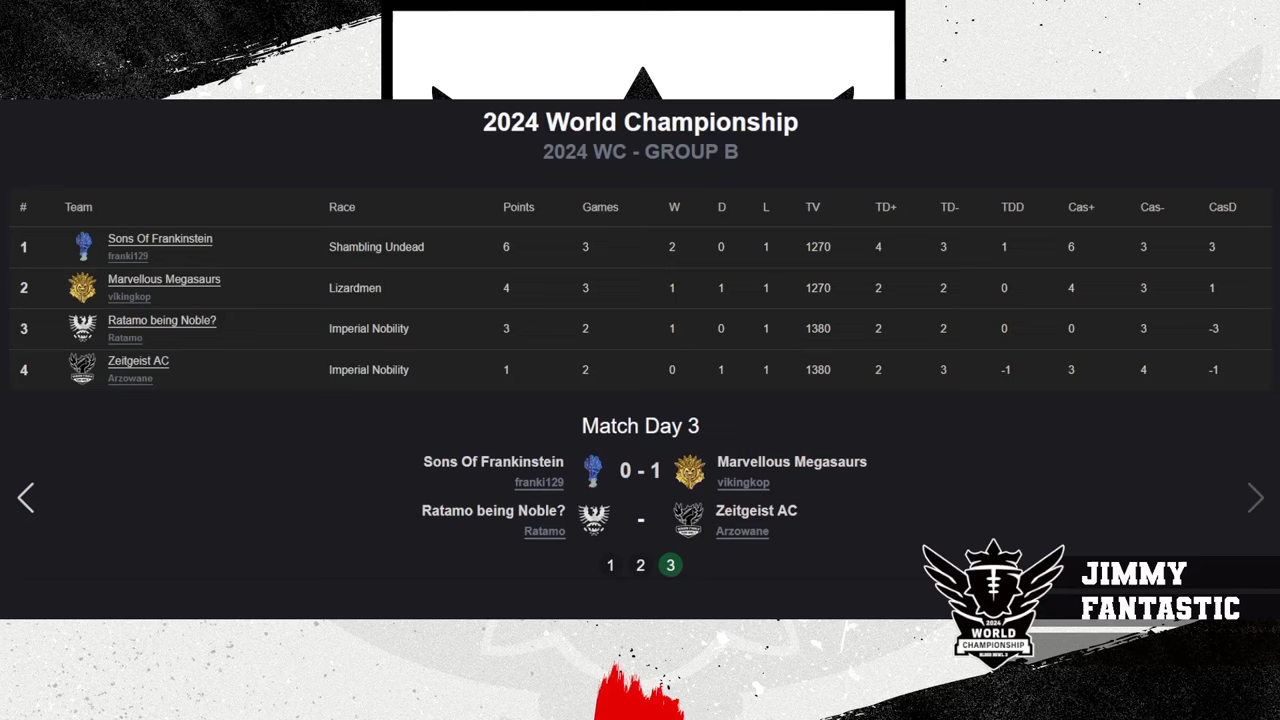 2024 World Championship
2024 WC - GROUP B
# Team Race Points Games W D L TV TD+ TD- TDD Cas+ Cas- CasD
1 Sons Of Frankinstein Shambling Undead 6 3 2 0 1 1270 4 3 1 6 3 3
franki129
2 Marvellous Megasaurs Lizardmen 4 3 1 1 1 1270 2 2 0 4 3 1
vikingkop
3 Ratamo being Noble? Imperial Nobility 3 2 1 0 1 1380 2 2 0 0 3 -3
Ratamo
4 Zeitgeist AC Imperial Nobility 1 2 0 1 1 1380 2 3 -1 3 4 -1
Arzowane
Match Day 3
Sons Of Frankinstein 0 - 1 Marvellous Megasaurs
franki129 vikingkop
Ratamo being Noble? - Zeitgeist AC
Ratamo Arzowane
1 2 3
JIMMY
FANTASTIC
2024
WORLD
CHAMPIONSHIP
BLOOD BOWL 3